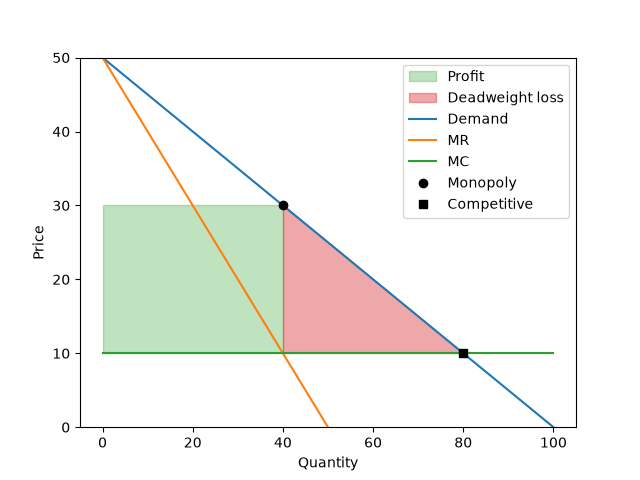 50
40
30
20
10
0
Price
0
20
40
60
80
100
Quantity
Profit
Deadweight loss
Demand
MR
MC
Monopoly
Competitive